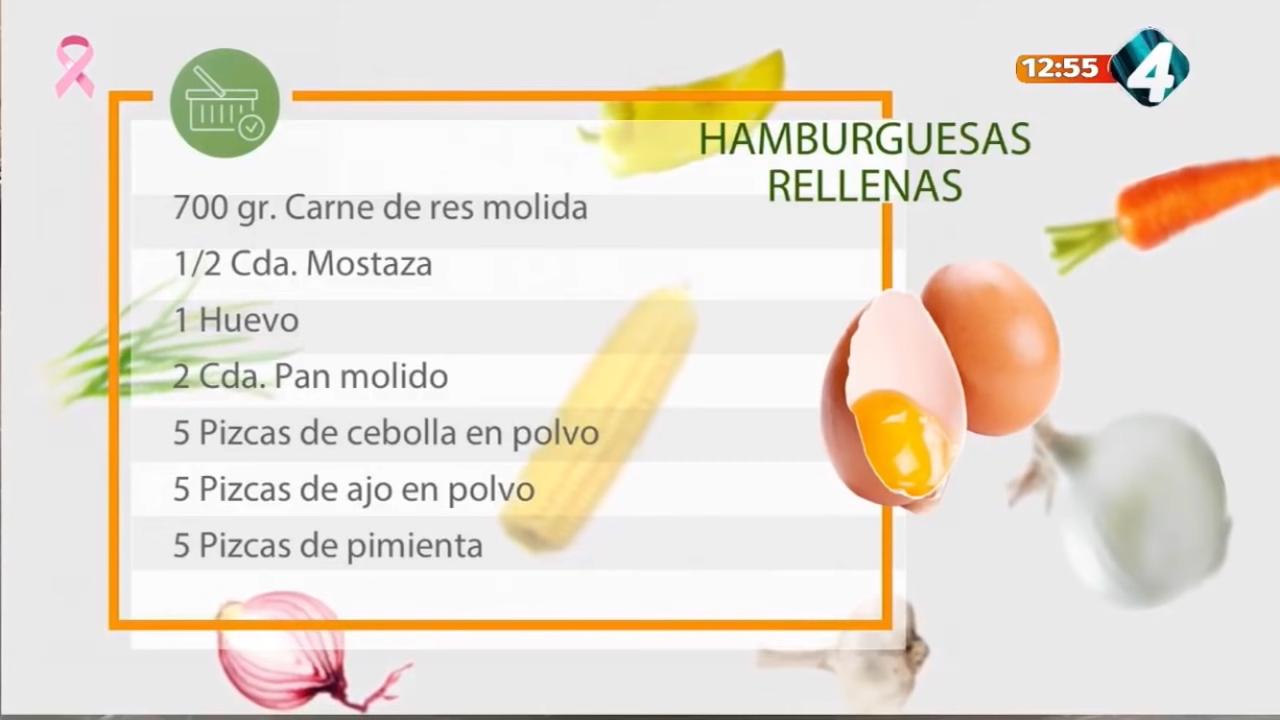 12:55
4
HAMBURGUESAS
RELLENAS
700 gr. Carne de res molida
1/2 Cda. Mostaza
1 Huevo
2 Cda. Pan molido
5 Pizcas de cebolla en polvo
5 Pizcas de ajo en polvo
5 Pizcas de pimienta